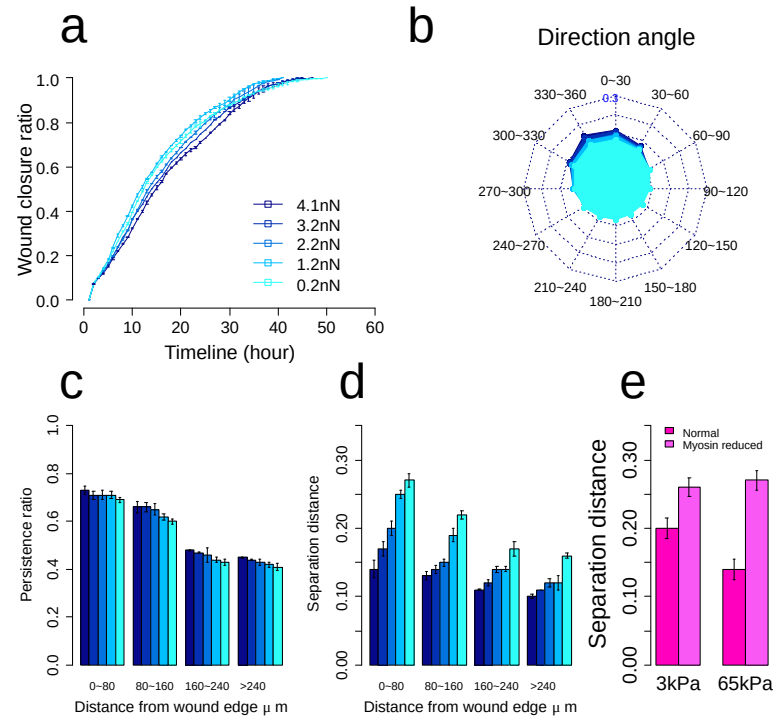 a
Wound closure ratio
1.0
0.8
0.6
0.4
0.2
0.0
4.1nN
3.2nN
2.2nN
1.2nN
0.2nN
0 10 20 30 40 50 60
Timeline (hour)
b
Direction angle
0~30
0.3
30~60
60~90
90~120
120~150
150~180
180~210
210~240
240~270
270~300
300~330
330~360
c
Persistence ratio
1.0
0.8
0.6
0.4
0.2
0.0
0~80 80~160 160~240 >240
Distance from wound edge μ m
d
Separation distance
0.30
0.20
0.10
0.00
0~80 80~160 160~240 >240
Distance from wound edge μ m
e
Separation distance
0.30
0.20
0.10
0.00
Normal
Myosin reduced
3kPa 65kPa